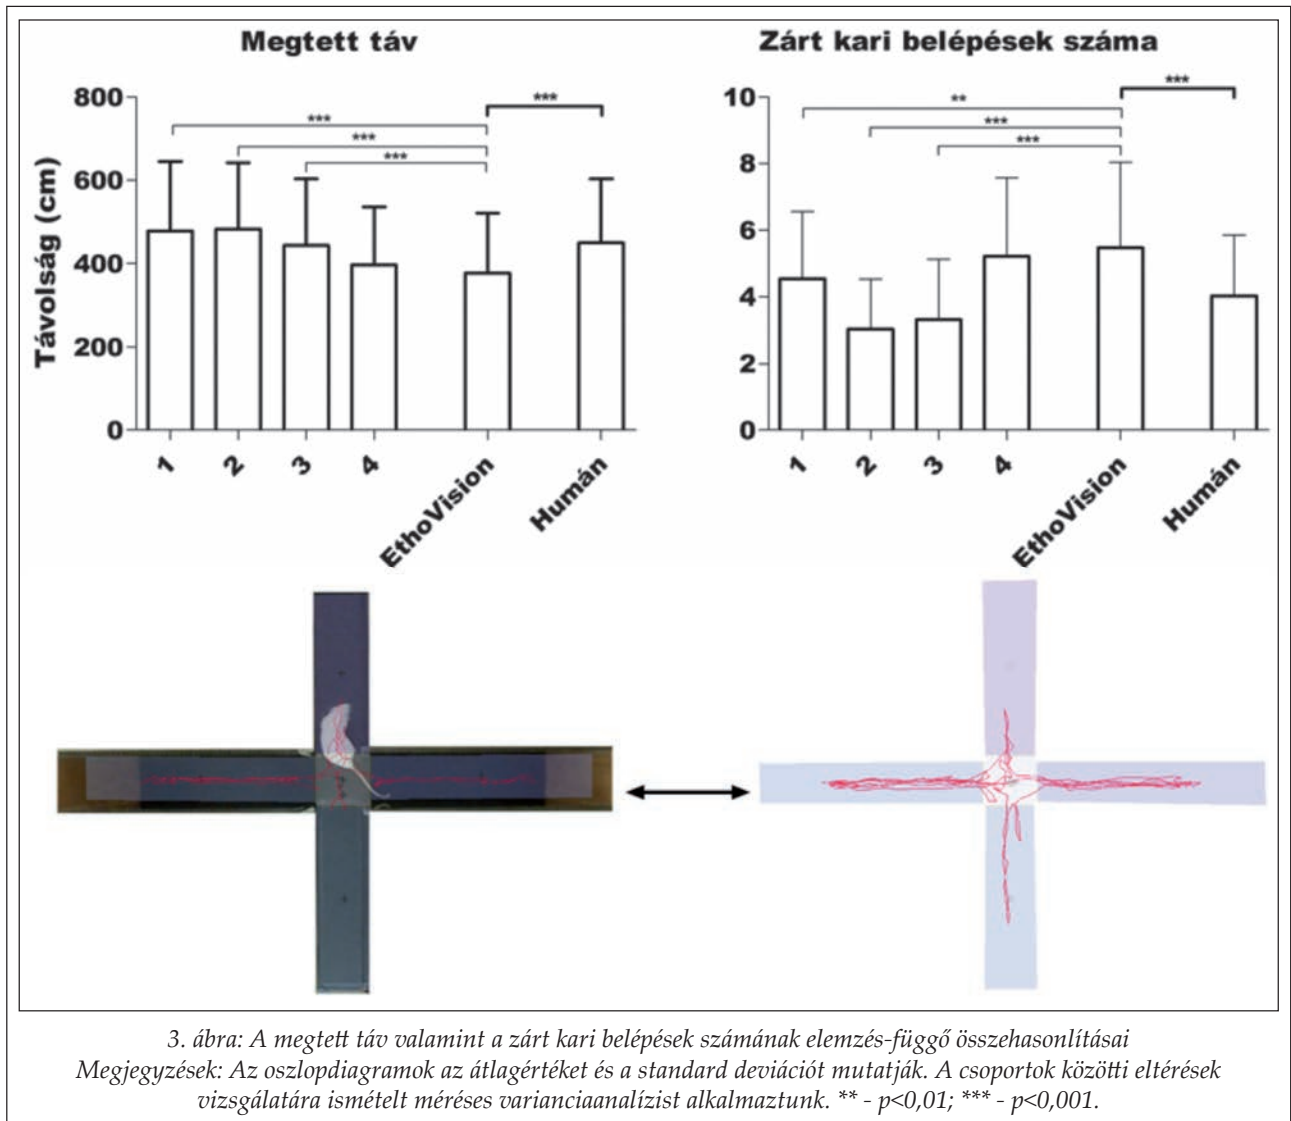 Megtett táv
Zárt kari belépések száma
Távolság (cm)
800
600
400
200
0
***
***
***
***
1
2
3
4
EthoVision
Humán
10
8
6
4
2
0
**
***
***
***
1
2
3
4
EthoVision
Humán
3. ábra: A megtett táv valamint a zárt kari belépések számának elemzés-függő összehasonlításai
Megjegyzések: Az oszlopdiagramok az átlagértéket és a standard deviációt mutatják. A csoportok közötti eltérések
vizsgálatára ismételt méréses varianciaanalízist alkalmaztunk. ** - p<0,01; *** - p<0,001.